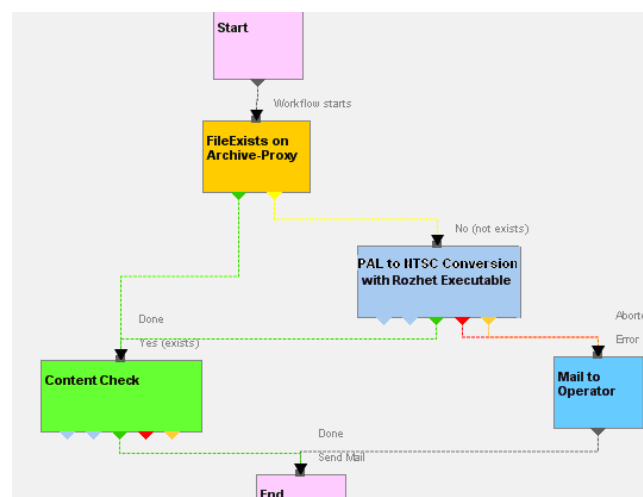 Start
Workflow starts
FileExists on
Archive-Proxy
No (not exists)
PAL to NTSC Conversion
with Rozhet Executable
Done
Yes (exists)
Aborte
Error
Content Check
Mail to
Operator
Done
Send Mail
End